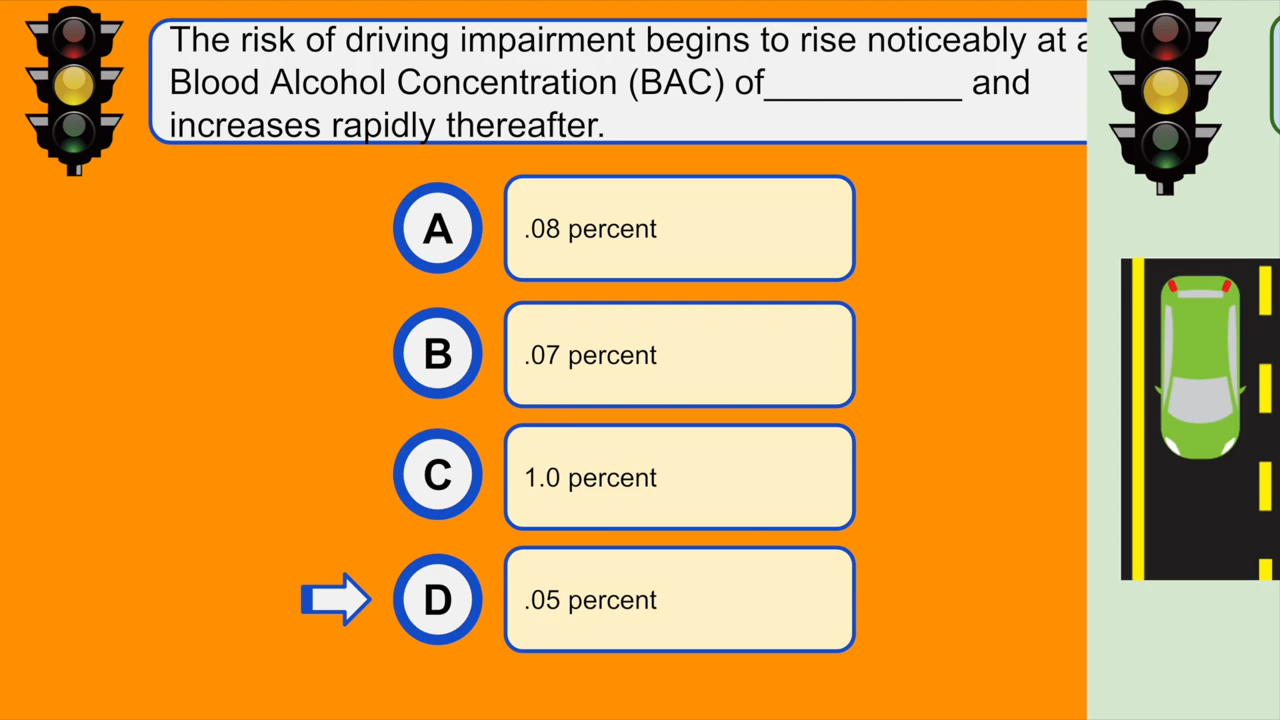 The risk of driving impairment begins to rise noticeably at a
Blood Alcohol Concentration (BAC) of___________ and
increases rapidly thereafter.
A
.08 percent
B
.07 percent
C
1.0 percent
D
.05 percent